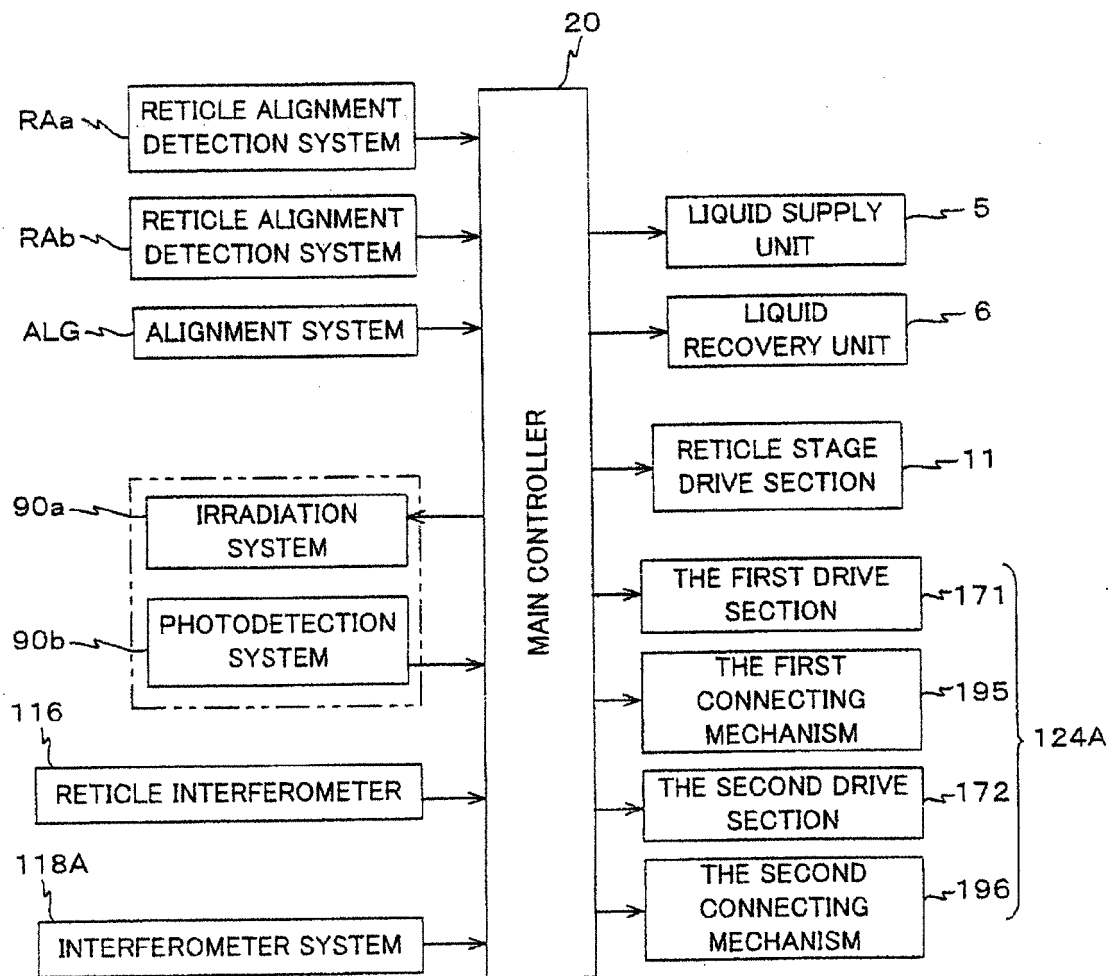 20
RAa
RETICLE ALIGNMENT
DETECTION SYSTEM
RAb
RETICLE ALIGNMENT
DETECTION SYSTEM
ALG
ALIGNMENT SYSTEM
90a
IRRADIATION
SYSTEM
90b
PHOTODETECTION
SYSTEM
116
RETICLE INTERFEROMETER
118A
INTERFEROMETER SYSTEM
MAIN CONTROLLER
LIQUID SUPPLY
UNIT
5
LIQUID
RECOVERY UNIT
6
RETICLE STAGE
DRIVE SECTION
11
THE FIRST DRIVE
SECTION
171
THE FIRST
CONNECTING
MECHANISM
195
THE SECOND DRIVE
SECTION
172
THE SECOND
CONNECTING
MECHANISM
196
124A